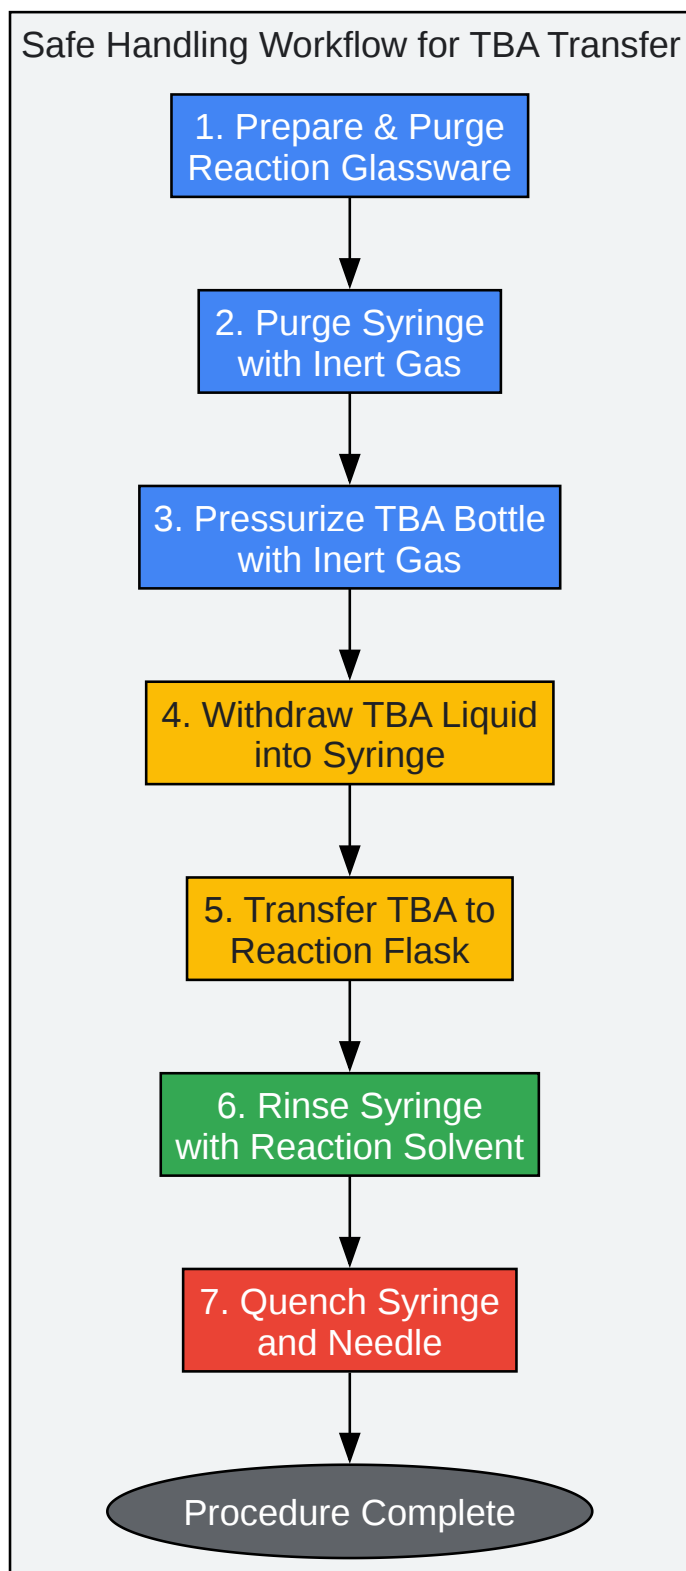 Safe Handling Workflow for TBA Transfer
1. Prepare & Purge
Reaction Glassware
2. Purge Syringe
with Inert Gas
3. Pressurize TBA Bottle
with Inert Gas
4. Withdraw TBA Liquid
into Syringe
5. Transfer TBA to
Reaction Flask
6. Rinse Syringe
with Reaction Solvent
7. Quench Syringe
and Needle
Procedure Complete